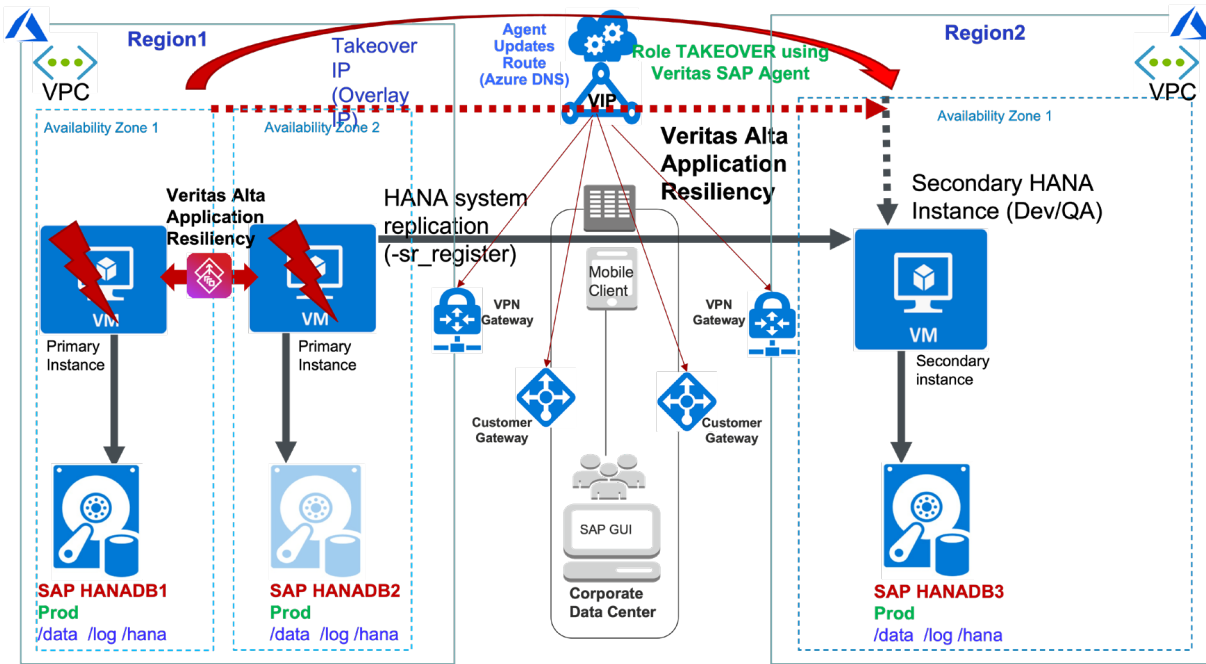 Region1
VPC
Takeover
IP
(Overlay
IP)
Agent
Updates
Route
(Azure DNS)
VIP
Role TAKEOVER using
Veritas SAP Agent
Region2
VPC
Availability Zone 1
Availability Zone 2
Availability Zone 1
Veritas Alta
Application
Resiliency
Veritas Alta
Application
Resiliency
HANA system
replication
(-sr_register)
Secondary HANA
Instance (Dev/QA)
VM
VM
VM
Primary
Instance
Primary
Instance
VPN
Gateway
Mobile
Client
VPN
Gateway
Secondary
instance
Customer
Gateway
Customer
Gateway
SAP GUI
Corporate
Data Center
SAP HANADB1
Prod
/data /log /hana
SAP HANADB2
Prod
/data /log /hana
SAP HANADB3
Prod
/data /log /hana